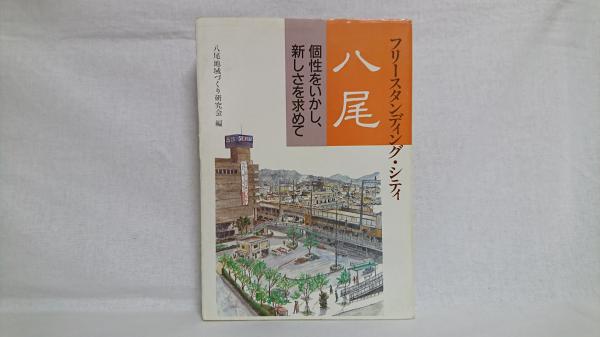 フリースタンディング・シティ
八尾
個性をいかし、
新しさを求めて
八尾地域づくり研究会 編